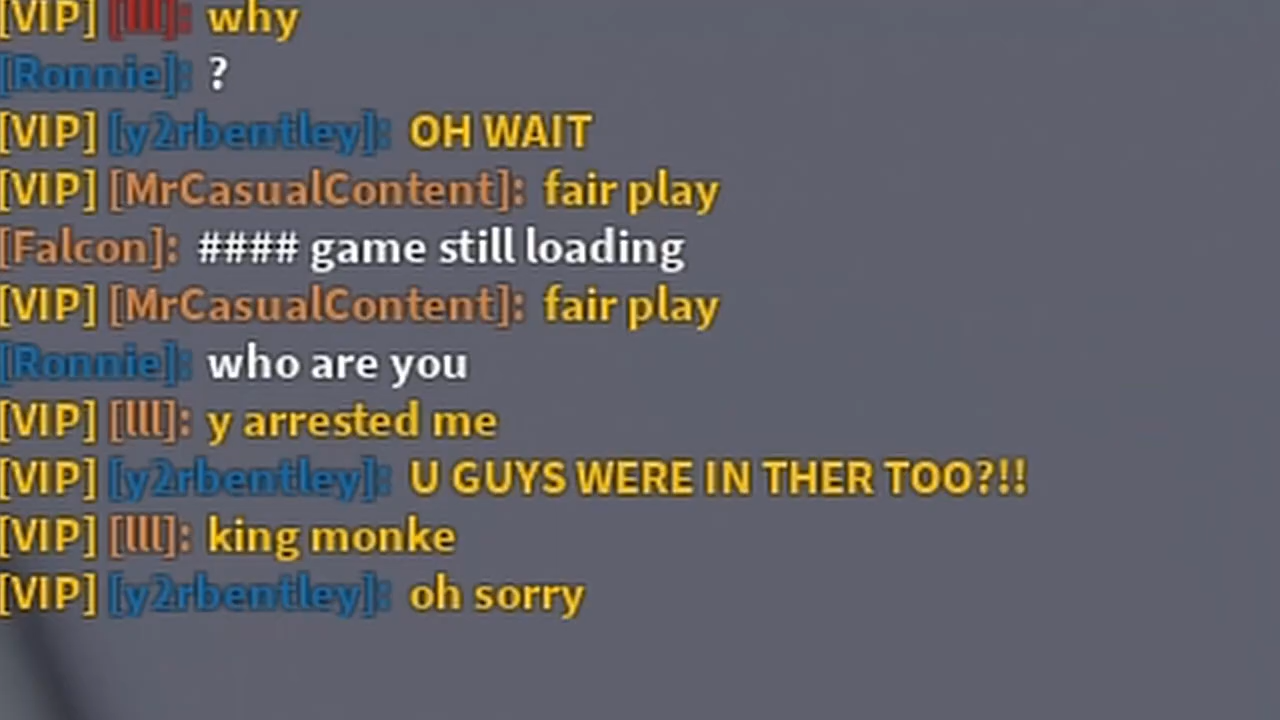 [VIP] [lll]: why
[Ronnie]: ?
[VIP] [y2rbentley]: OH WAIT
[VIP] [MrCasualContent]: fair play
[Falcon]: #### game still loading
[VIP] [MrCasualContent]: fair play
[Ronnie]: who are you
[VIP] [lll]: y arrested me
[VIP] [y2rbentley]: U GUYS WERE IN THER TOO?!!
[VIP] [lll]: king monke
[VIP] [y2rbentley]: oh sorry